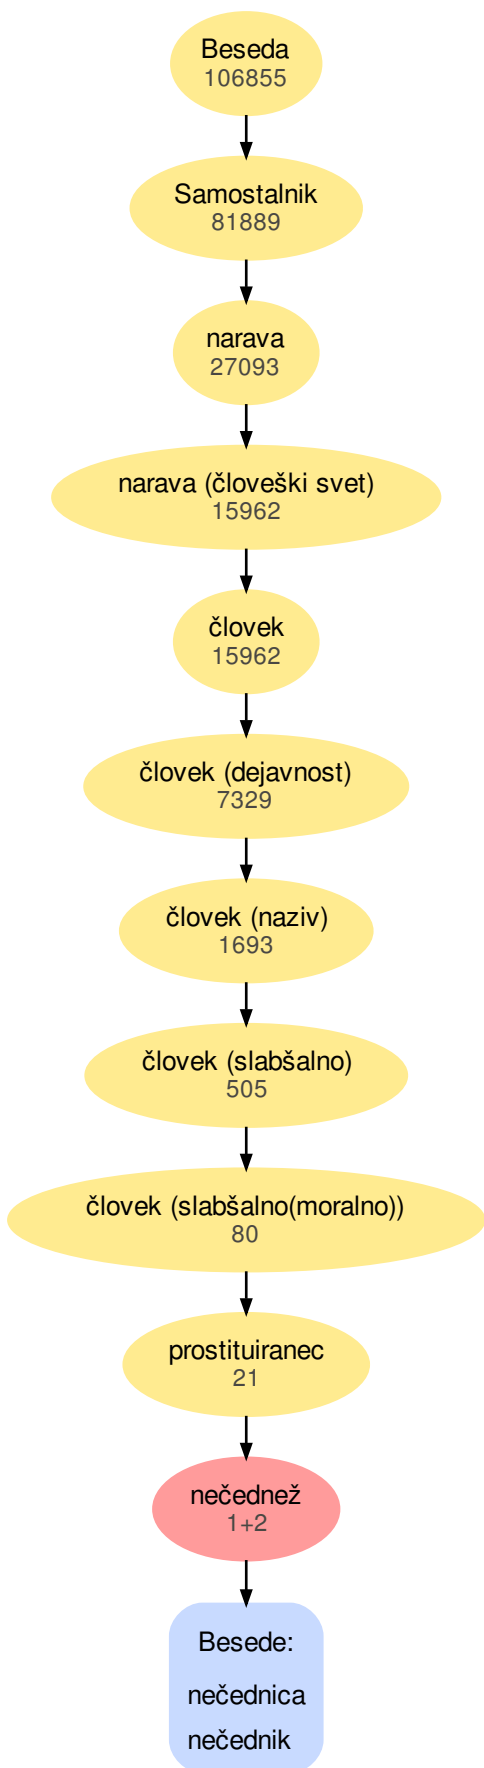 Beseda
106855
Samostalnik
81889
narava
27093
narava (človeški svet)
15962
človek
15962
človek (dejavnost)
7329
človek (naziv)
1693
človek (slabšalno)
505
človek (slabšalno(moralno))
80
prostituiranec
21
nečednež
1+2
Besede:
nečednica
nečednik